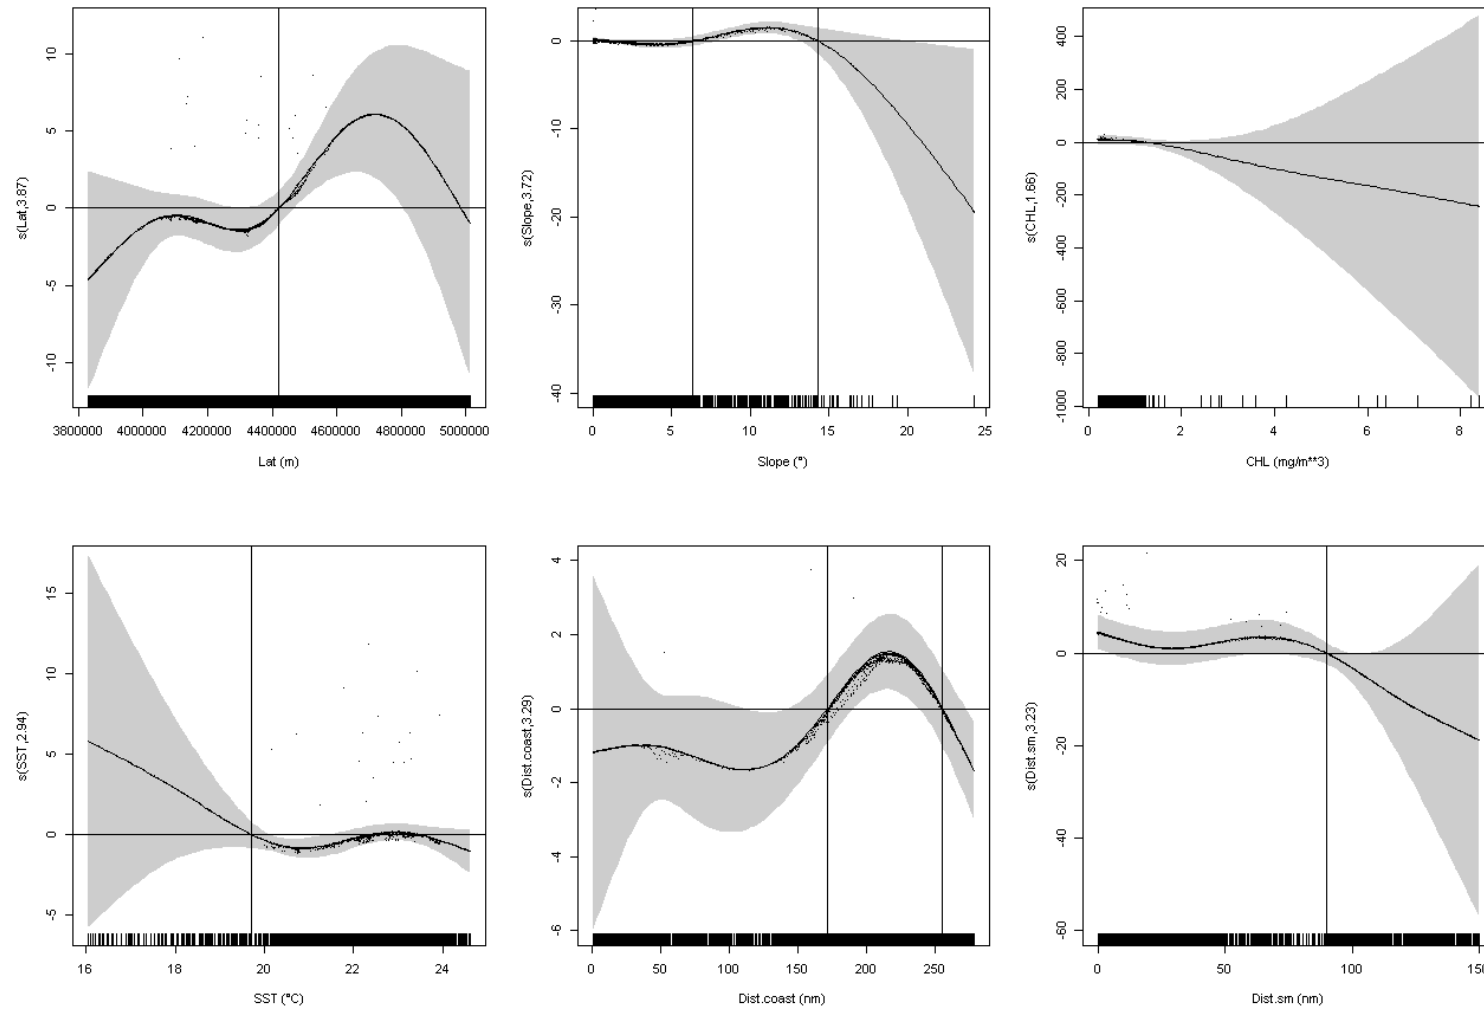 s(Lat,3.87)
10
5
0
-5
-10
3800000 4000000 4200000 4400000 4600000 4800000 5000000
Lat (m)
s(Slope,3.72)
0
-10
-20
-30
-40
0 5 10 15 20 25
Slope (°)
s(CHL,1.66)
400
200
0
-200
-400
-600
-800
-1000
0 2 4 6 8
CHL (mg/m**3)
s(SST,2.94)
15
10
5
0
-5
16 18 20 22 24
SST (°C)
s(Dist.coast,3.29)
4
2
0
-2
-4
-6
0 50 100 150 200 250
Dist.coast (nm)
s(Dist.sm,3.23)
20
0
-20
-40
-60
0 50 100 150
Dist.sm (nm)